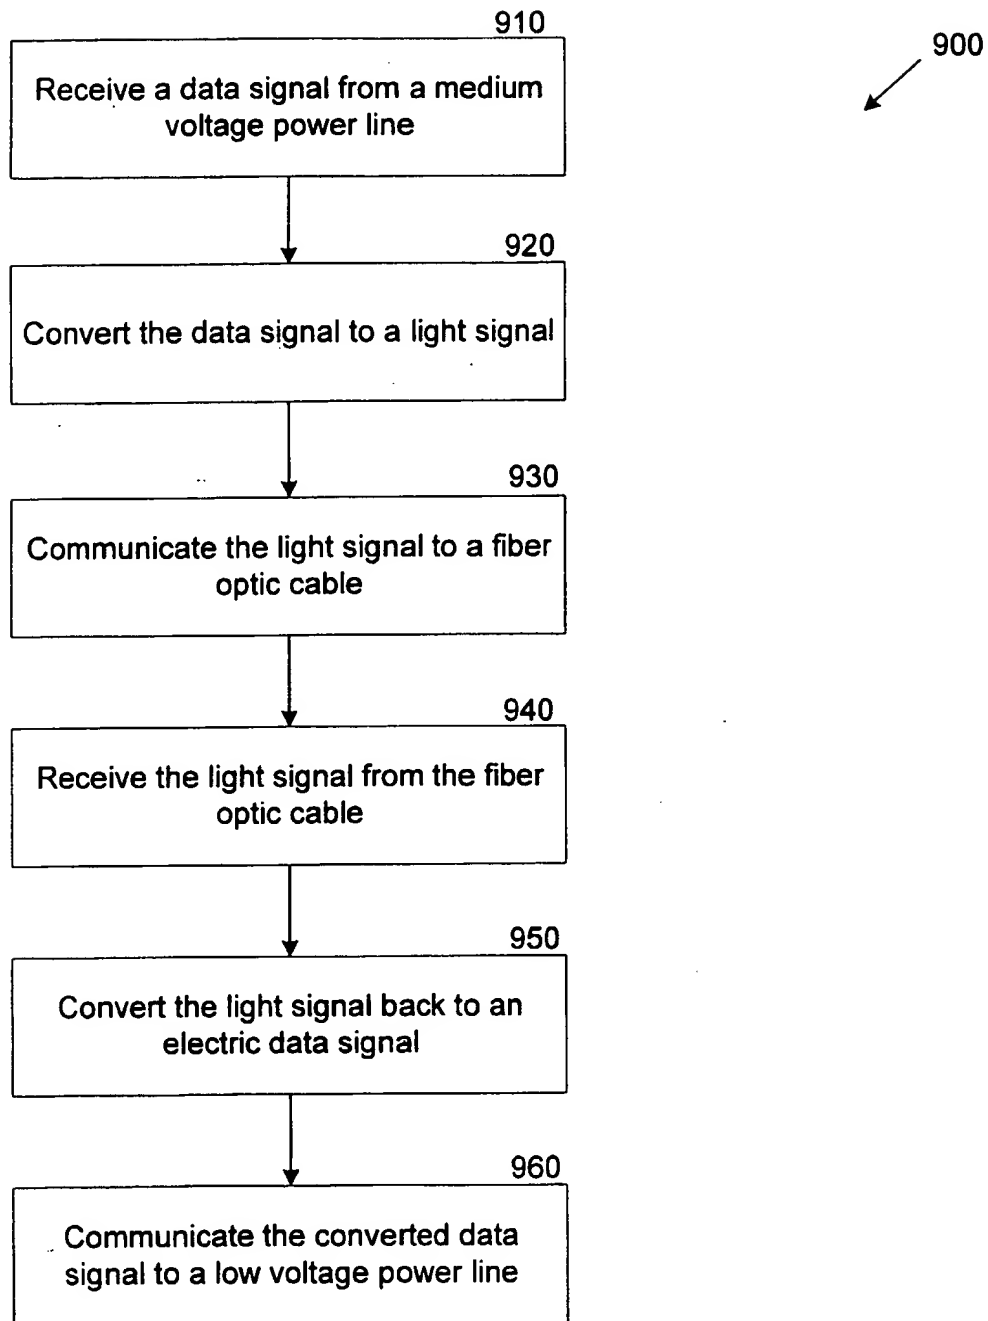 910
900
Receive a data signal from a medium
voltage power line
920
Convert the data signal to a light signal
930
Communicate the light signal to a fiber
optic cable
940
Receive the light signal from the fiber
optic cable
950
Convert the light signal back to an
electric data signal
960
Communicate the converted data
signal to a low voltage power line